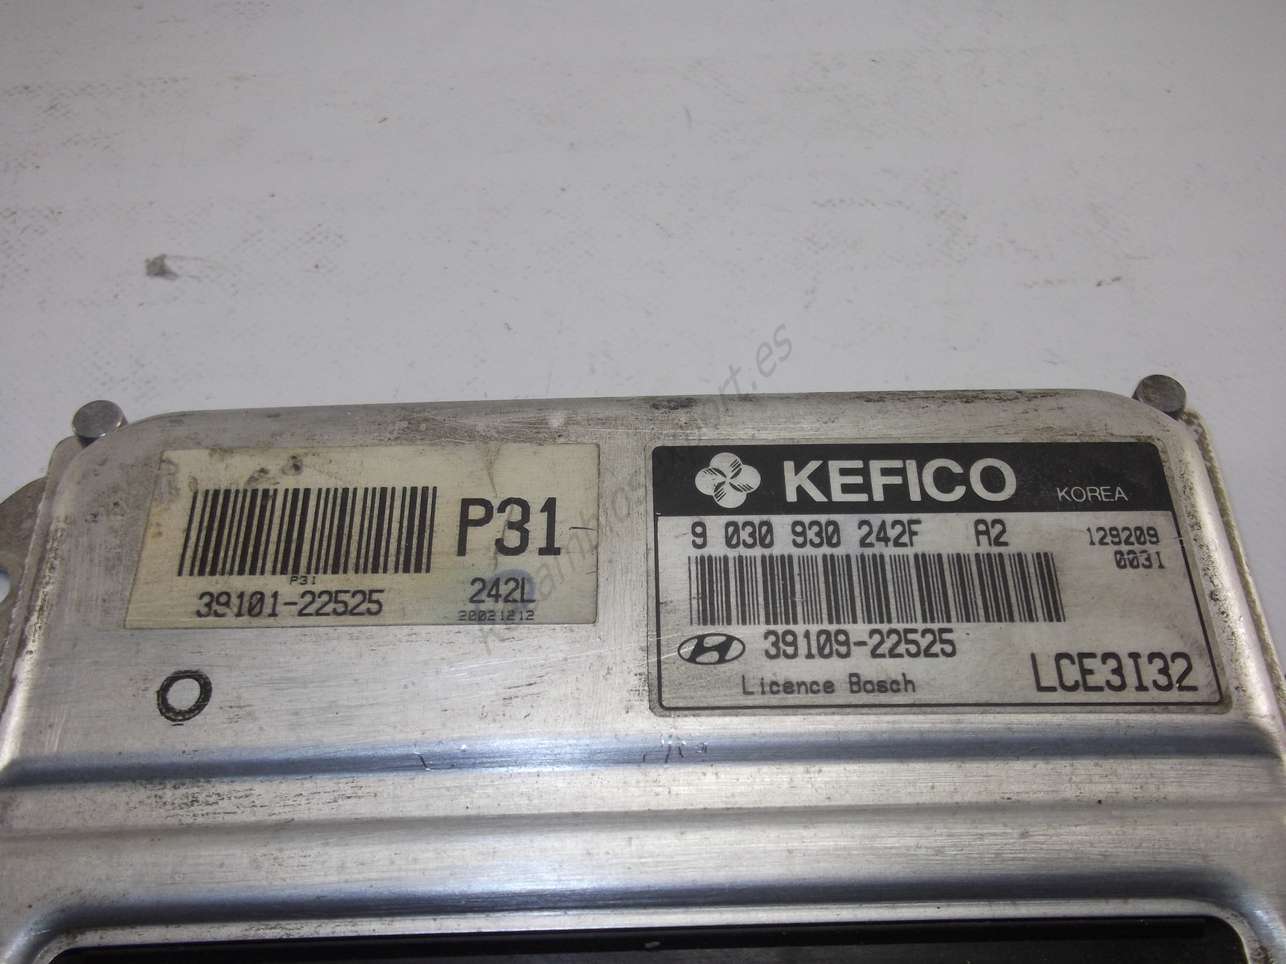 P31
P31
39101-22525
242L
20021212
KEFICO
KOREA
9 030 930 242F A2
129209
0031
39109-22525
LCE3I32
Licence Bosch